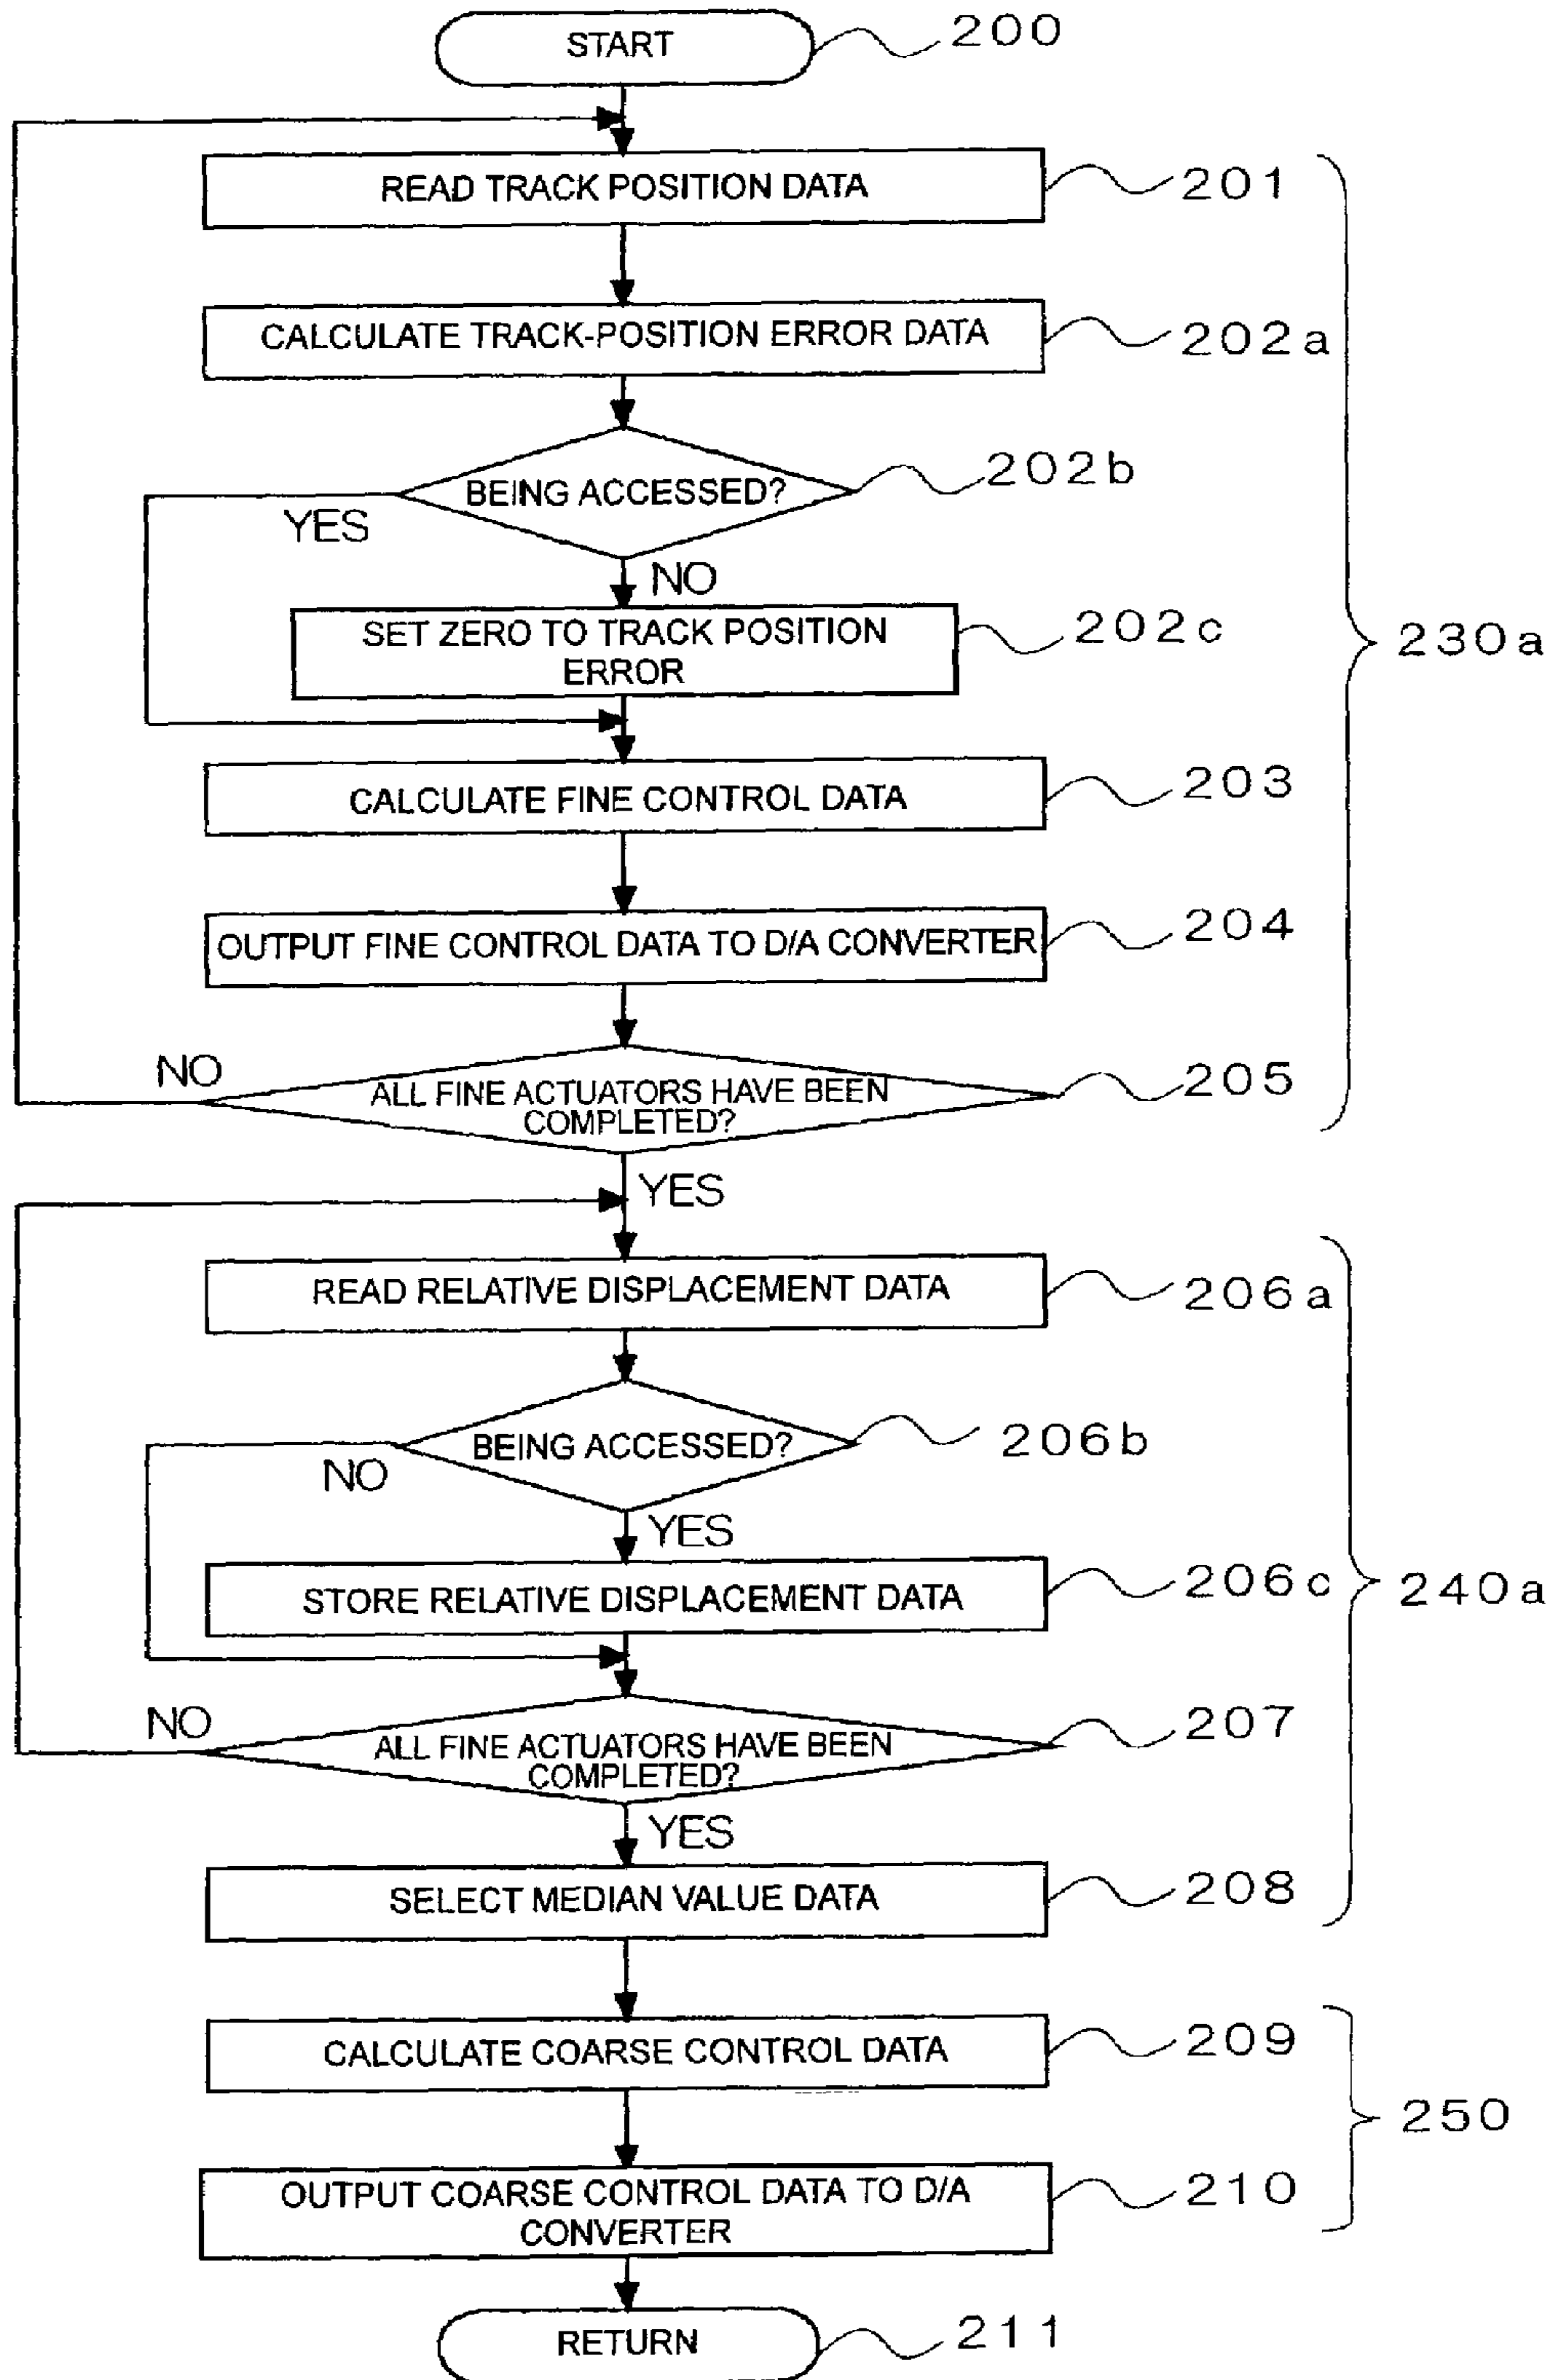 START
200
READ TRACK POSITION DATA
201
CALCULATE TRACK-POSITION ERROR DATA
202a
BEING ACCESSED?
202b
YES
NO
SET ZERO TO TRACK POSITION
ERROR
202c
230a
CALCULATE FINE CONTROL DATA
203
OUTPUT FINE CONTROL DATA TO D/A CONVERTER
204
NO
ALL FINE ACTUATORS HAVE BEEN
COMPLETED?
205
YES
READ RELATIVE DISPLACEMENT DATA
206a
BEING ACCESSED?
206b
NO
YES
STORE RELATIVE DISPLACEMENT DATA
206c
240a
NO
ALL FINE ACTUATORS HAVE BEEN
COMPLETED?
207
YES
SELECT MEDIAN VALUE DATA
208
CALCULATE COARSE CONTROL DATA
209
250
OUTPUT COARSE CONTROL DATA TO D/A
CONVERTER
210
RETURN
211